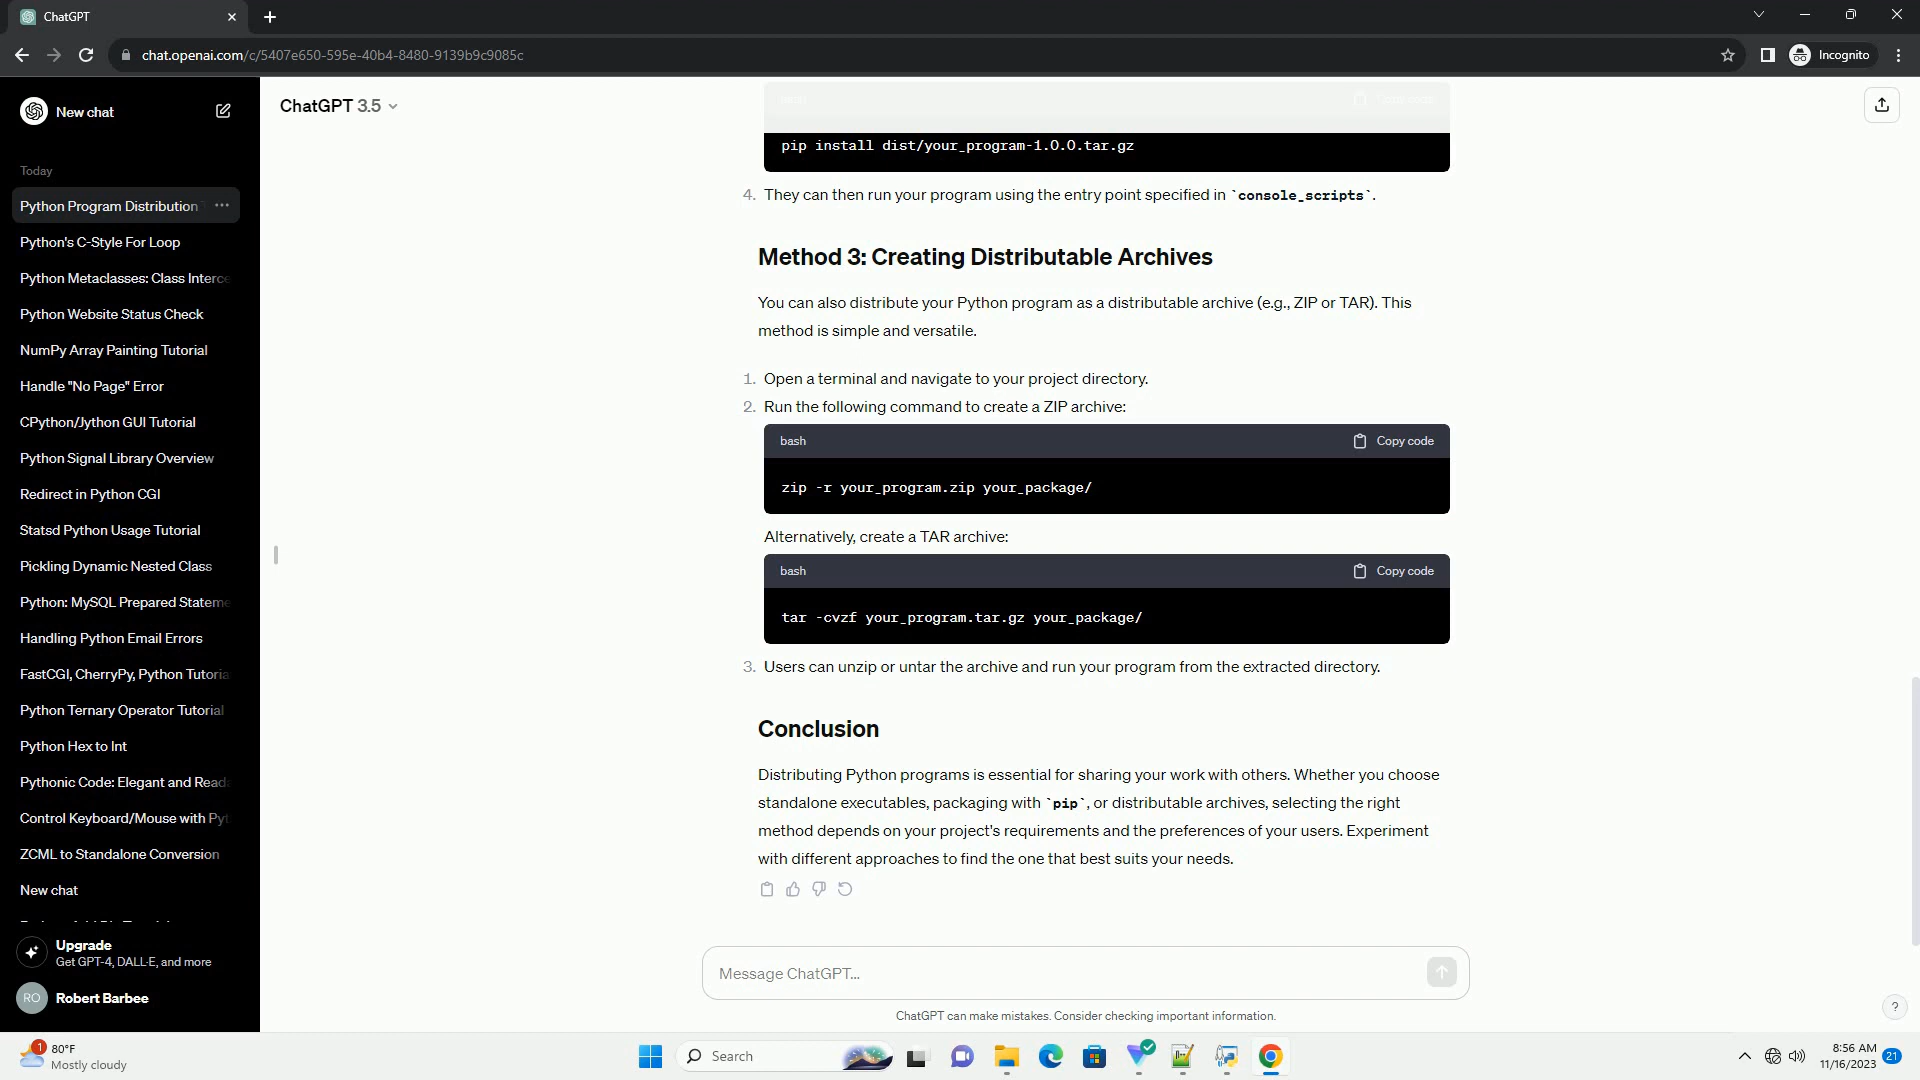 ChatGPT
chat.openai.com/c/5407e650-595e-40b4-8480-9139b9c9085c
Incognito
New chat
Today
Python Program Distribution
Python's C-Style For Loop
Python Metaclasses: Class Interce
Python Website Status Check
NumPy Array Painting Tutorial
Handle "No Page" Error
CPython/Jython GUI Tutorial
Python Signal Library Overview
Redirect in Python CGI
Statsd Python Usage Tutorial
Pickling Dynamic Nested Class
Python: MySQL Prepared Stateme
Handling Python Email Errors
FastCGI, CherryPy, Python Tutoria
Python Ternary Operator Tutorial
Python Hex to Int
Pythonic Code: Elegant and Reada
Control Keyboard/Mouse with Pyt
ZCML to Standalone Conversion
New chat
Upgrade
Get GPT-4, DALL·E, and more
RO Robert Barbee
ChatGPT 3.5
bash Copy code
pip install dist/your_program-1.0.0.tar.gz
4. They can then run your program using the entry point specified in `console_scripts`.
Method 3: Creating Distributable Archives
You can also distribute your Python program as a distributable archive (e.g., ZIP or TAR). This
method is simple and versatile.
1. Open a terminal and navigate to your project directory.
2. Run the following command to create a ZIP archive:
bash Copy code
zip -r your_program.zip your_package/
Alternatively, create a TAR archive:
bash Copy code
tar -cvzf your_program.tar.gz your_package/
3. Users can unzip or untar the archive and run your program from the extracted directory.
Conclusion
Distributing Python programs is essential for sharing your work with others. Whether you choose
standalone executables, packaging with `pip`, or distributable archives, selecting the right
method depends on your project's requirements and the preferences of your users. Experiment
with different approaches to find the one that best suits your needs.
Message ChatGPT...
ChatGPT can make mistakes. Consider checking important information.
?
1
80°F
Mostly cloudy
Search
8:56 AM
11/16/2023
21